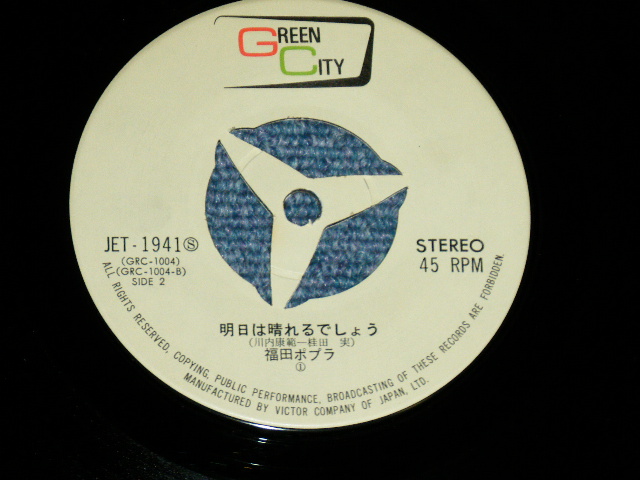 GREEN
CITY
JET-1941Ⓢ
(GRC-1004)
(GRC-1004-B)
SIDE 2
STEREO
45 RPM
明日は晴れるでしょう
(川内康範—桂田 実)
福田ポプラ
①
ALL RIGHTS RESERVED, COPYING, PUBLIC PERFORMANCE, BROADCASTING OF THESE RECORDS ARE FORBIDDEN.
MANUFACTURED BY VICTOR COMPANY OF JAPAN, LTD.